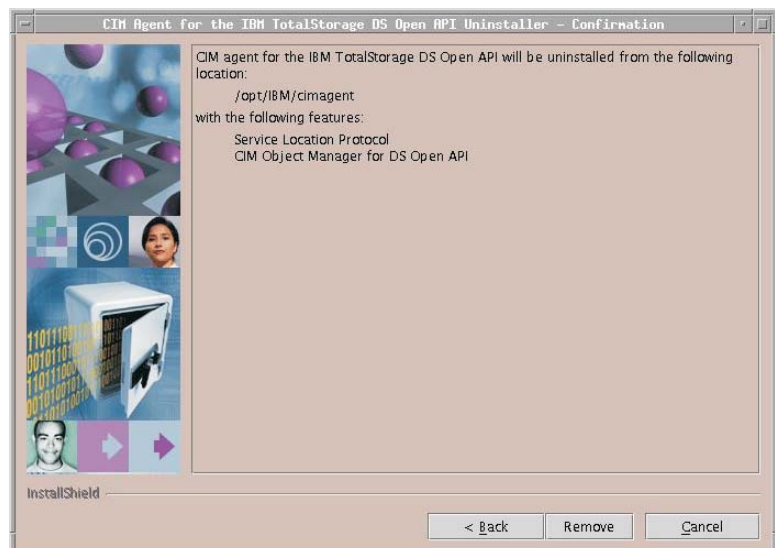 CIM Agent for the IBM TotalStorage DS Open API Uninstaller - Confirmation
CIM agent for the IBM TotalStorage DS Open API will be uninstalled from the following
location:
/opt/IBM/cimagent
with the following features:
Service Location Protocol
CIM Object Manager for DS Open API
InstallShield
< Back
Remove
Cancel